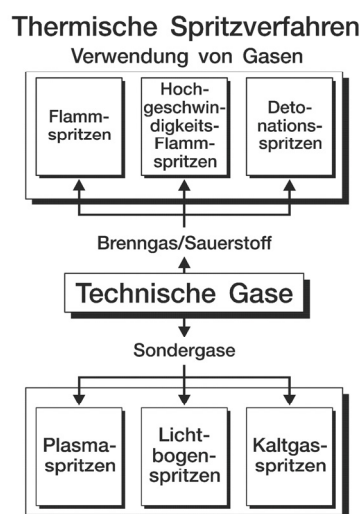 Thermische Spritzverfahren
Verwendung von Gasen
Flamm-
spritzen
Hoch-
geschwin-
digkeits-
Flamm-
spritzen
Deto-
nations-
spritzen
Brenngas/Sauerstoff
Technische Gase
Sondergase
Plasma-
spritzen
Licht-
bogen-
spritzen
Kaltgas-
spritzen